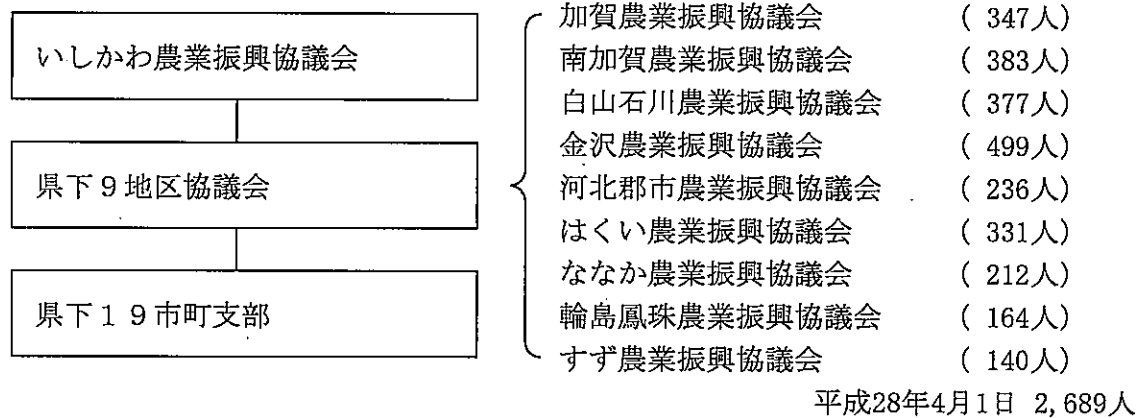 いしかわ農業振興協議会
県下9地区協議会
県下19市町支部
加賀農業振興協議会 ( 347人)
南加賀農業振興協議会 ( 383人)
白山石川農業振興協議会 ( 377人)
金沢農業振興協議会 ( 499人)
河北郡市農業振興協議会 ( 236人)
はくい農業振興協議会 ( 331人)
ななか農業振興協議会 ( 212人)
輪島鳳珠農業振興協議会 ( 164人)
すず農業振興協議会 ( 140人)
平成28年4月1日 2,689人